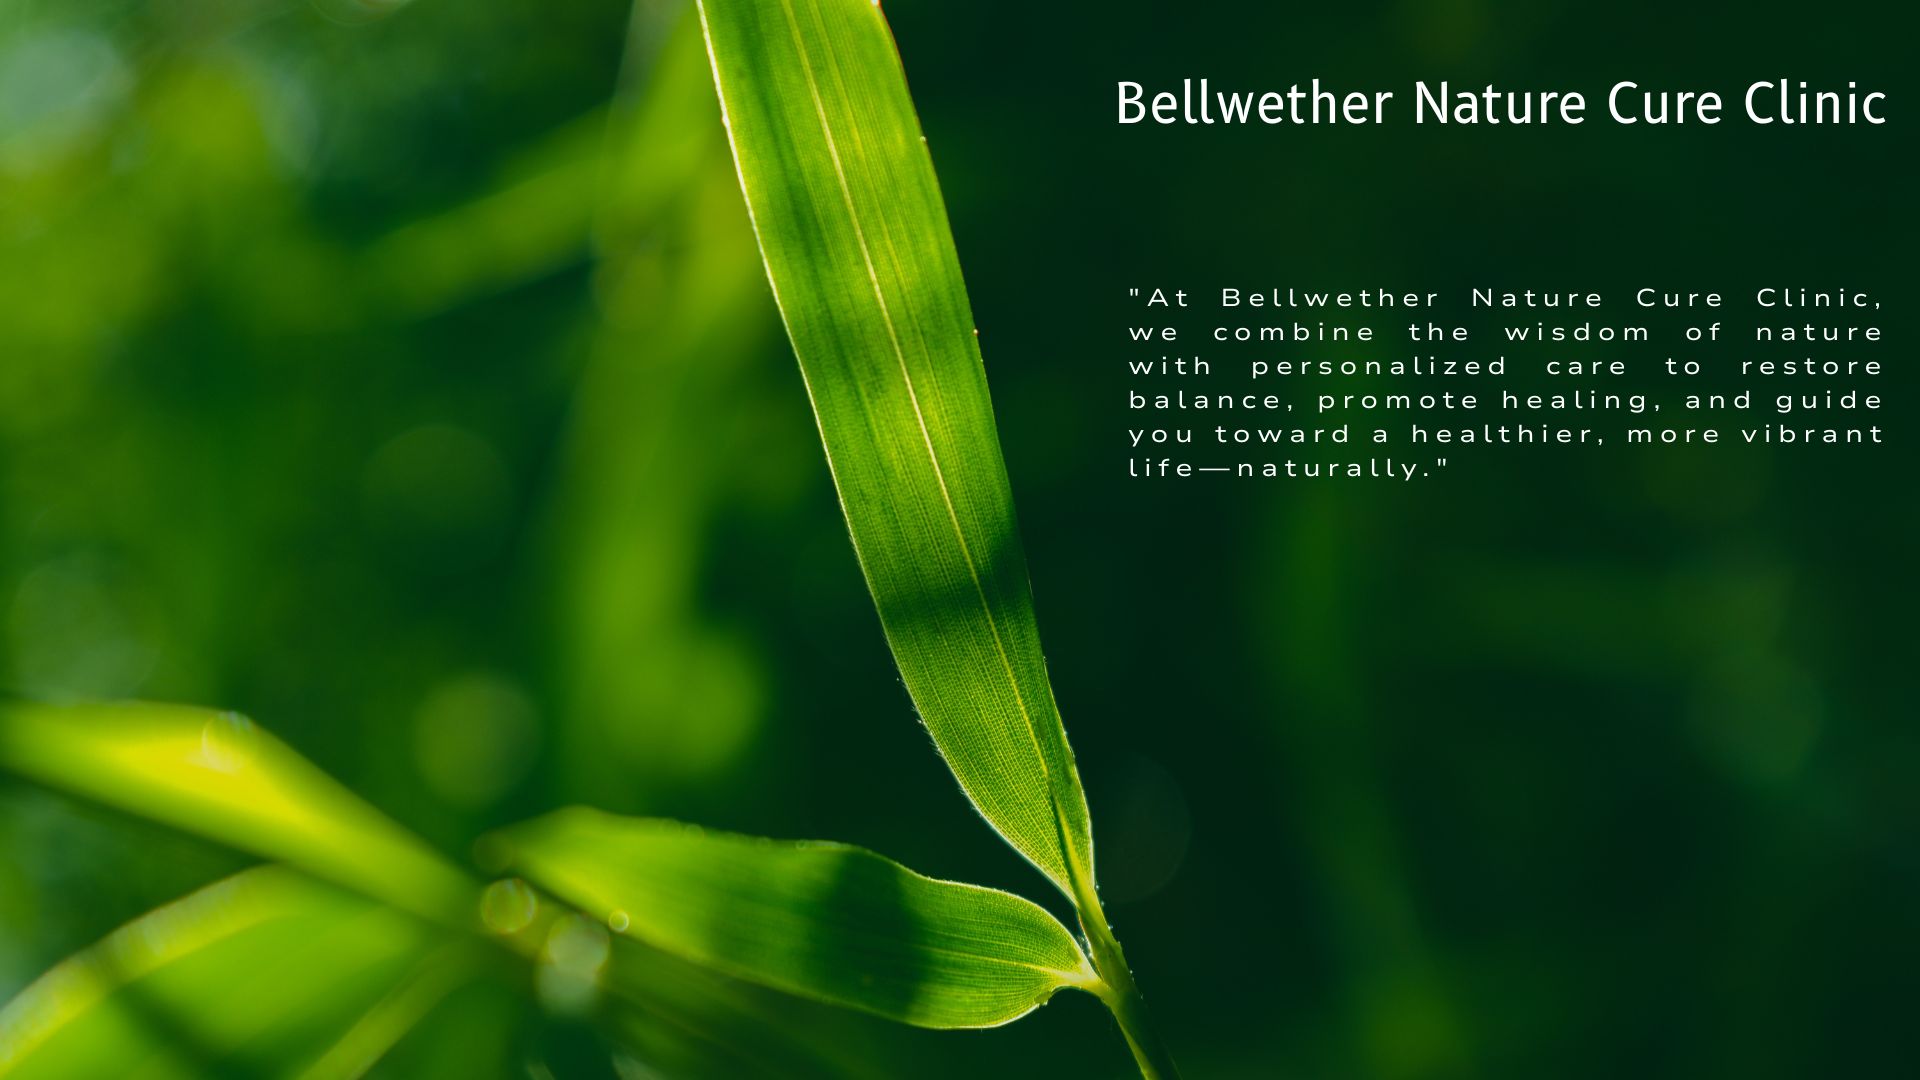 Bellwether Nature Cure Clinic
"At Bellwether Nature Cure Clinic,
we combine the wisdom of nature
with personalized care to restore
balance, promote healing, and guide
you toward a healthier, more vibrant
life—naturally."